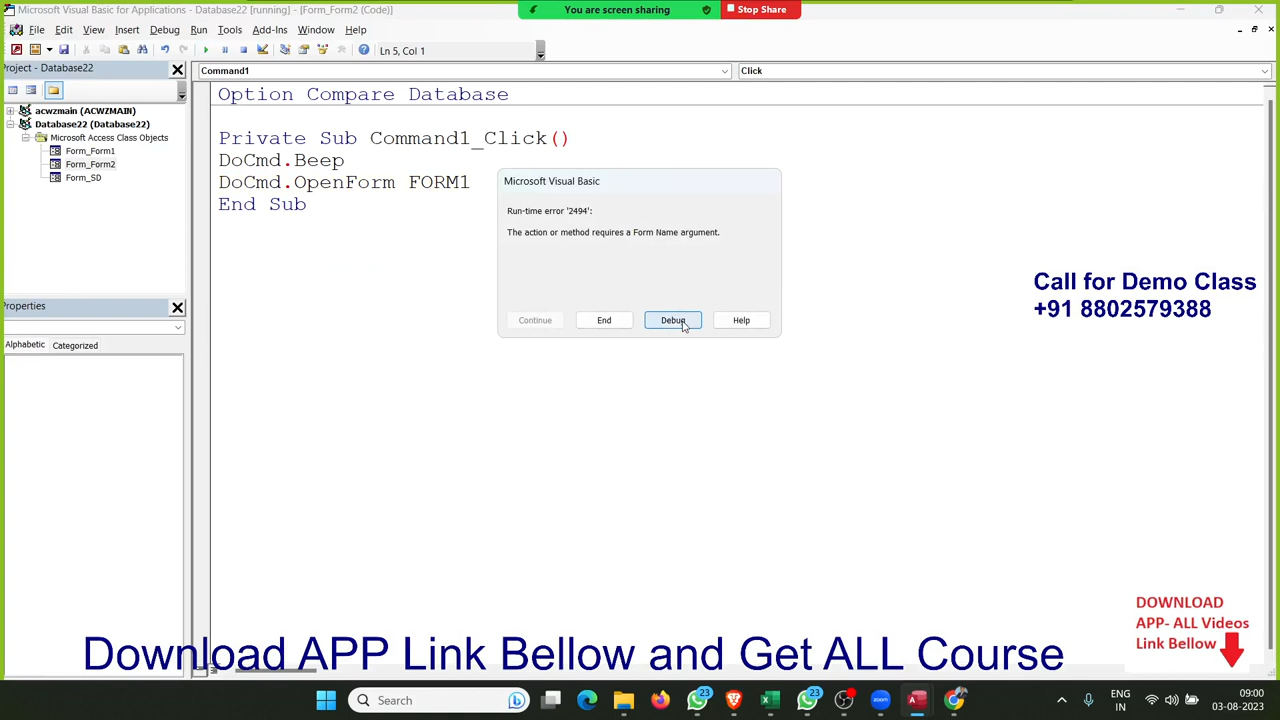 Microsoft Visual Basic for Applications - Database22 [running] - [Form_Form2 (Code)]
You are screen sharing
Stop Share
File Edit View Insert Debug Run Tools Add-Ins Window Help
Ln 5, Col 1
Project - Database22
Command1
Click
acwzmain (ACWZMAIN)
Database22 (Database22)
Microsoft Access Class Objects
Form_Form1
Form_Form2
Form_SD
Option Compare Database
Private Sub Command1_Click()
DoCmd.Beep
DoCmd.OpenForm FORM1
End Sub
Microsoft Visual Basic
Run-time error '2494':
The action or method requires a Form Name argument.
Continue End Debug Help
Call for Demo Class
+91 8802579388
Properties
Alphabetic Categorized
DOWNLOAD
APP- ALL Videos
Link Bellow
Download APP Link Bellow and Get ALL Course
Search
23
23
zoom
ENG
IN
09:00
03-08-2023